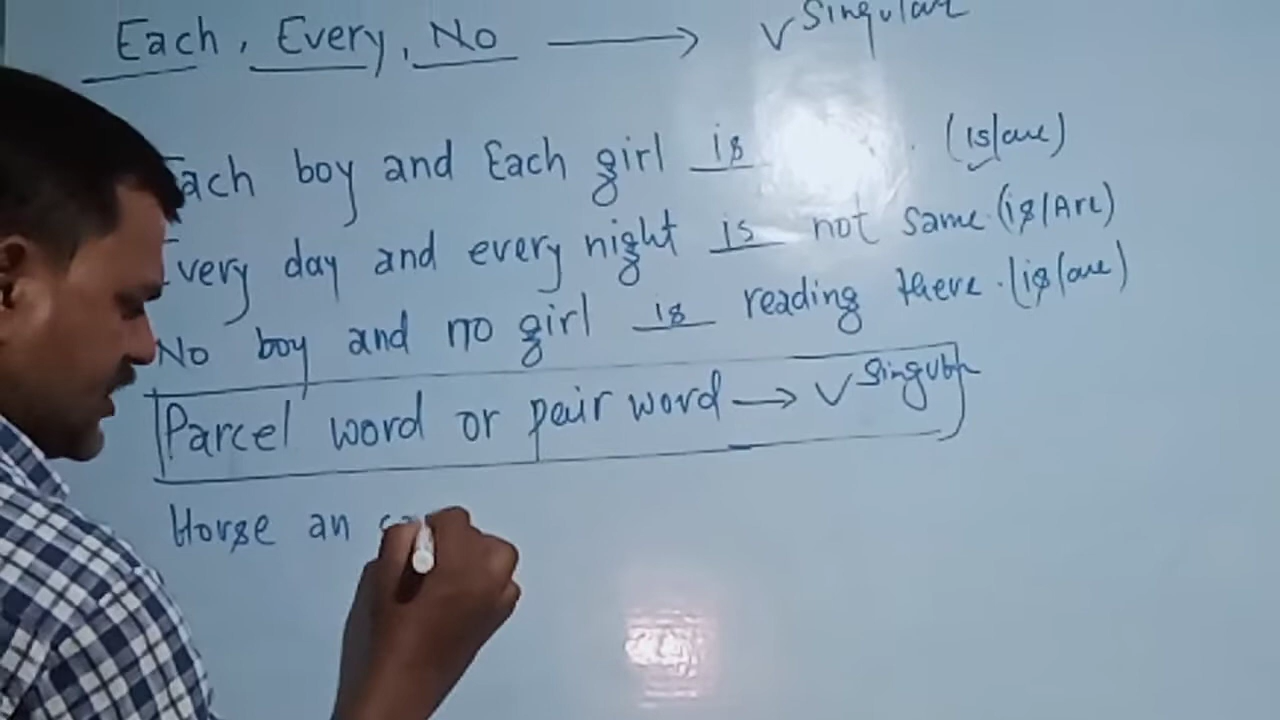 Each, Every, No → V Singular
Each boy and Each girl is . (is/are)
Every day and every night is not same. (is/Are)
No boy and no girl is reading there. (is/are)
Parcel word or pair word → V Singular
Horse an